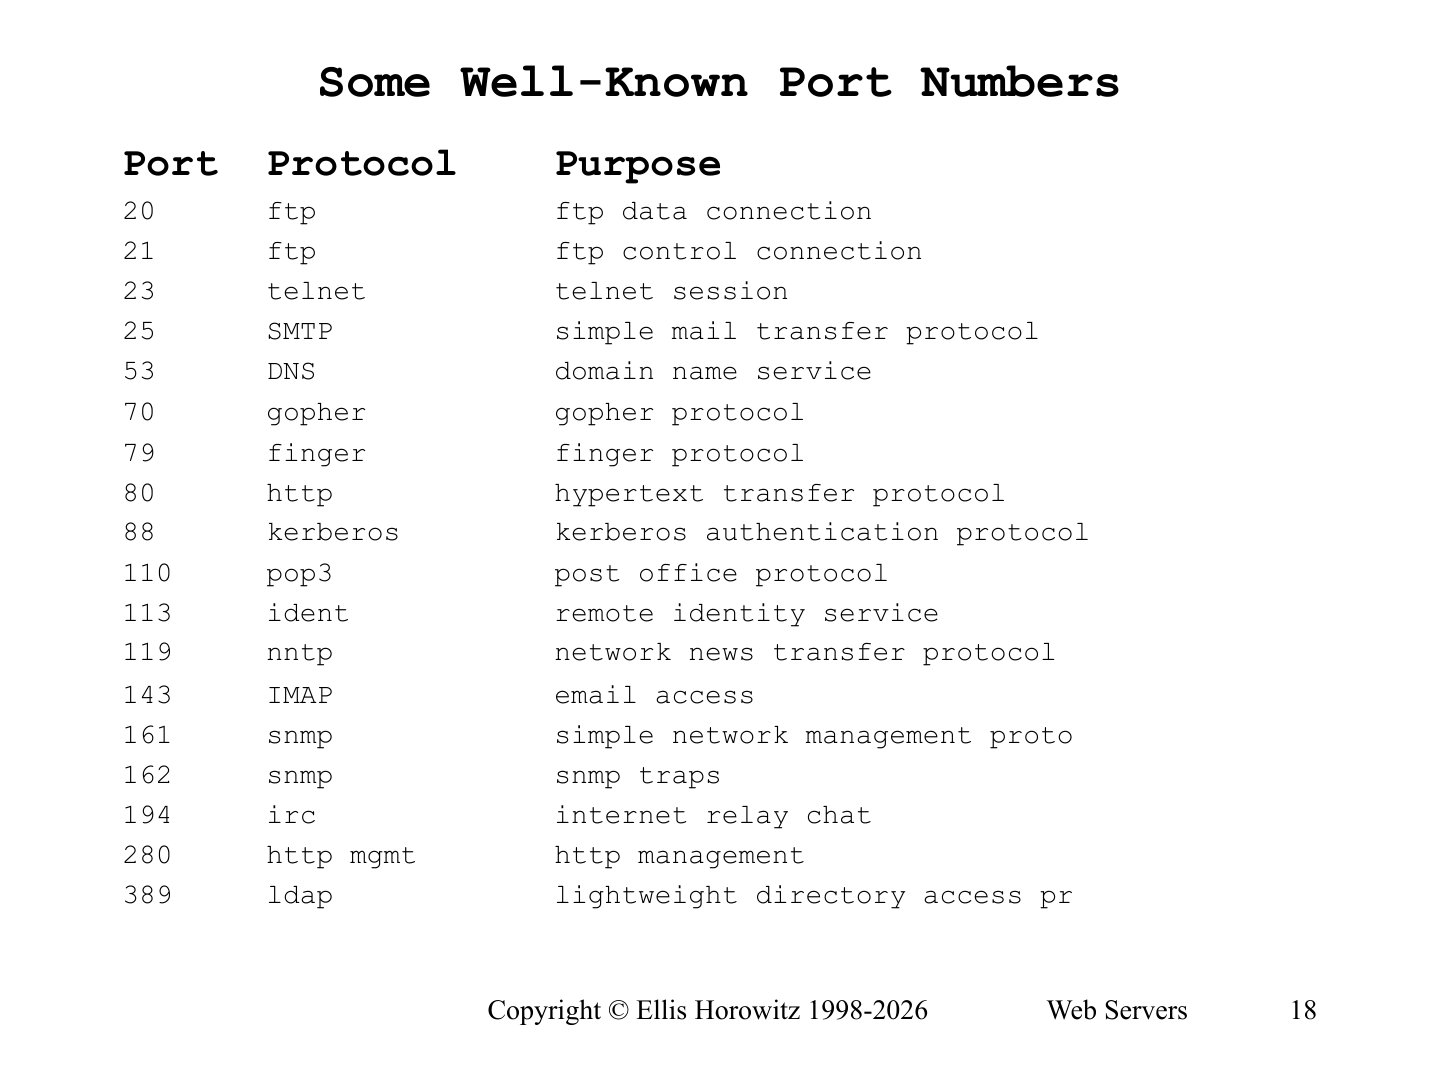 Some Well-Known Port Numbers
Port Protocol Purpose
20 ftp ftp data connection
21 ftp ftp control connection
23 telnet telnet session
25 SMTP simple mail transfer protocol
53 DNS domain name service
70 gopher gopher protocol
79 finger finger protocol
80 http hypertext transfer protocol
88 kerberos kerberos authentication protocol
110 pop3 post office protocol
113 ident remote identity service
119 nntp network news transfer protocol
143 IMAP email access
161 snmp simple network management proto
162 snmp snmp traps
194 irc internet relay chat
280 http mgmt http management
389 ldap lightweight directory access pr
Copyright © Ellis Horowitz 1998-2026 Web Servers 18